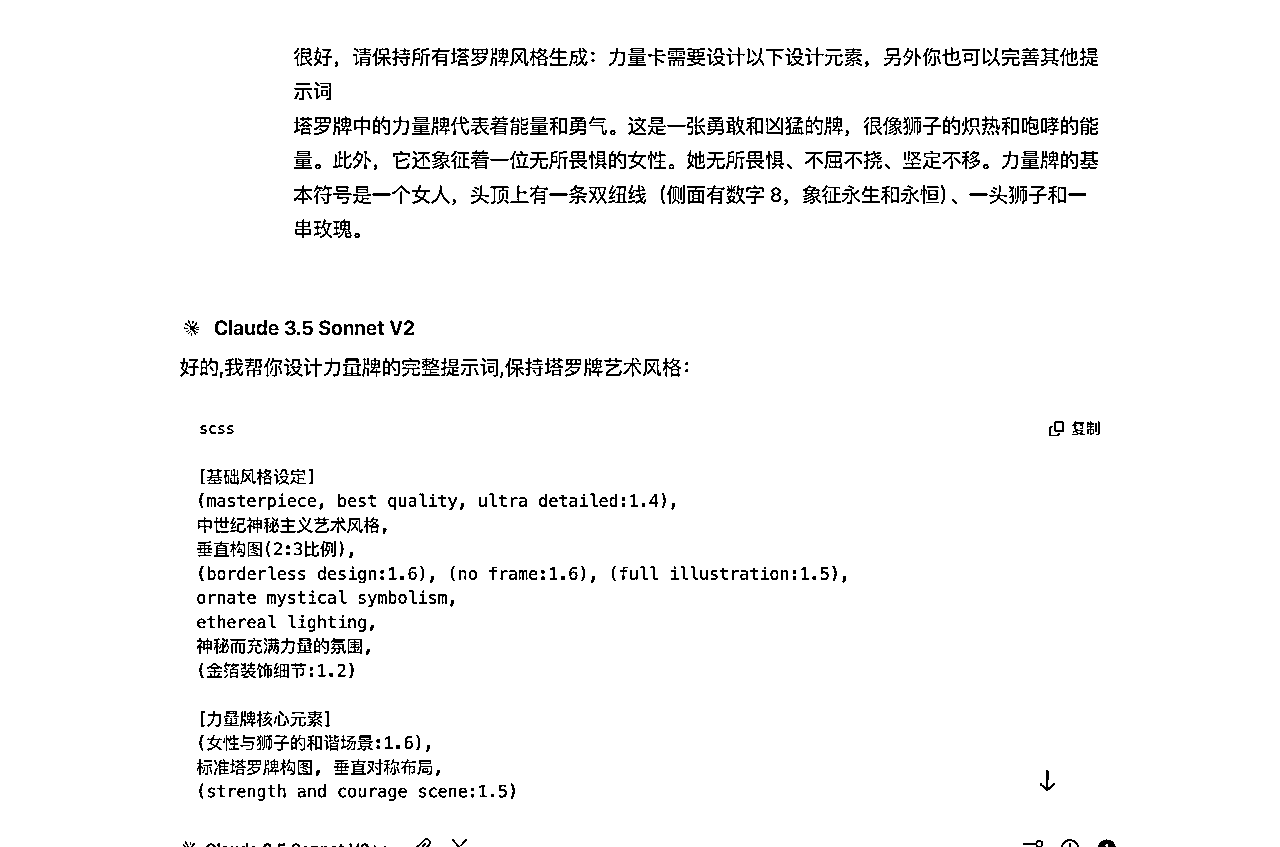 很好，请保持所有塔罗牌风格生成：力量卡需要设计以下设计元素，另外你也可以完善其他提
示词
塔罗牌中的力量牌代表着能量和勇气。这是一张勇敢和凶猛的牌，很像狮子的炽热和咆哮的能
量。此外，它还象征着一位无所畏惧的女性。她无所畏惧、不屈不挠、坚定不移。力量牌的基
本符号是一个女人，头顶上有一条双纽线（侧面有数字 8，象征永生和永恒）、一头狮子和一
串玫瑰。
Claude 3.5 Sonnet V2
好的,我帮你设计力量牌的完整提示词,保持塔罗牌艺术风格：
scss
复制
[基础风格设定]
(masterpiece, best quality, ultra detailed:1.4),
中世纪神秘主义艺术风格,
垂直构图(2:3比例),
(borderless design:1.6), (no frame:1.6), (full illustration:1.5),
ornate mystical symbolism,
ethereal lighting,
神秘而充满力量的氛围,
(金箔装饰细节:1.2)
[力量牌核心元素]
(女性与狮子的和谐场景:1.6),
标准塔罗牌构图, 垂直对称布局,
(strength and courage scene:1.5)
Claude 3.5 Sonnet V2